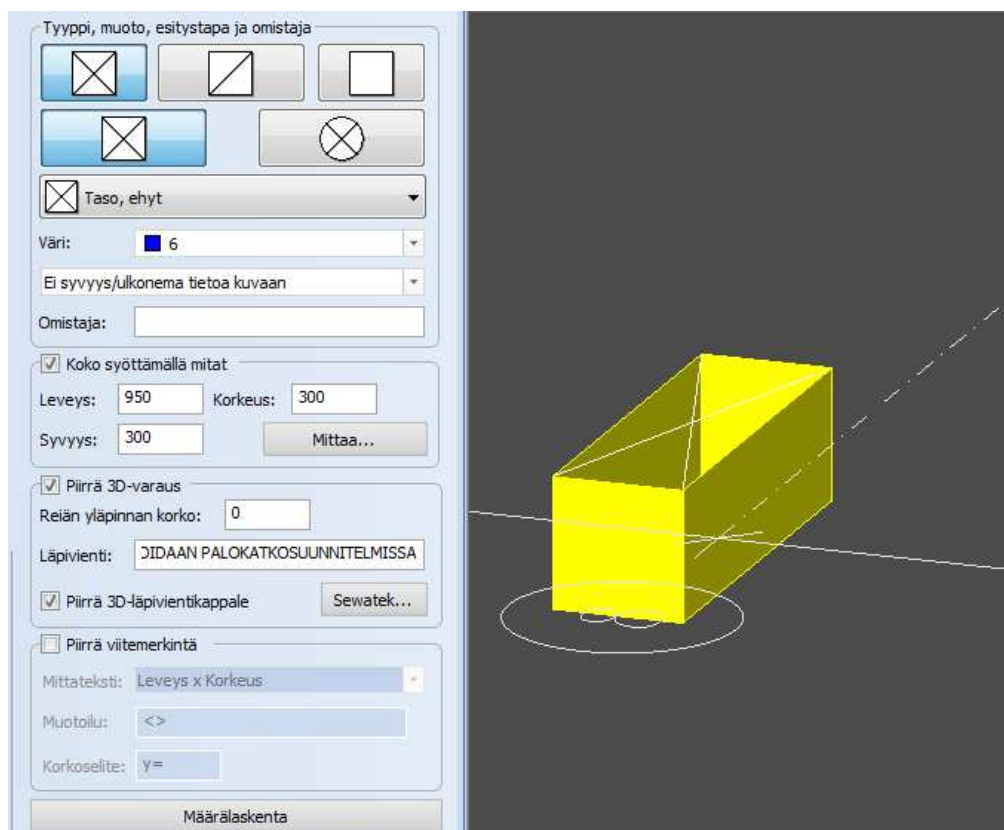 Tyyppi, muoto, esitystapa ja omistaja
Taso, ehyt
Väri: 6
Ei syvyys/ulkonema tietoa kuvaan
Omistaja:
Koko syöttämällä mitat
Leveys: 950 Korkeus: 300
Syvyys: 300 Mittaa...
Piirrä 3D-varaus
Reiän yläpinnan korko: 0
Läpivienti: OIDAAN PALOKATKOSUUNNITELMISSA
Piirrä 3D-läpivientikappale Sewatek...
Piirrä viitemerkintä
Mittateksti: Leveys x Korkeus
Muotoilu: <>
Korkoselite: y=
Määrälaskenta